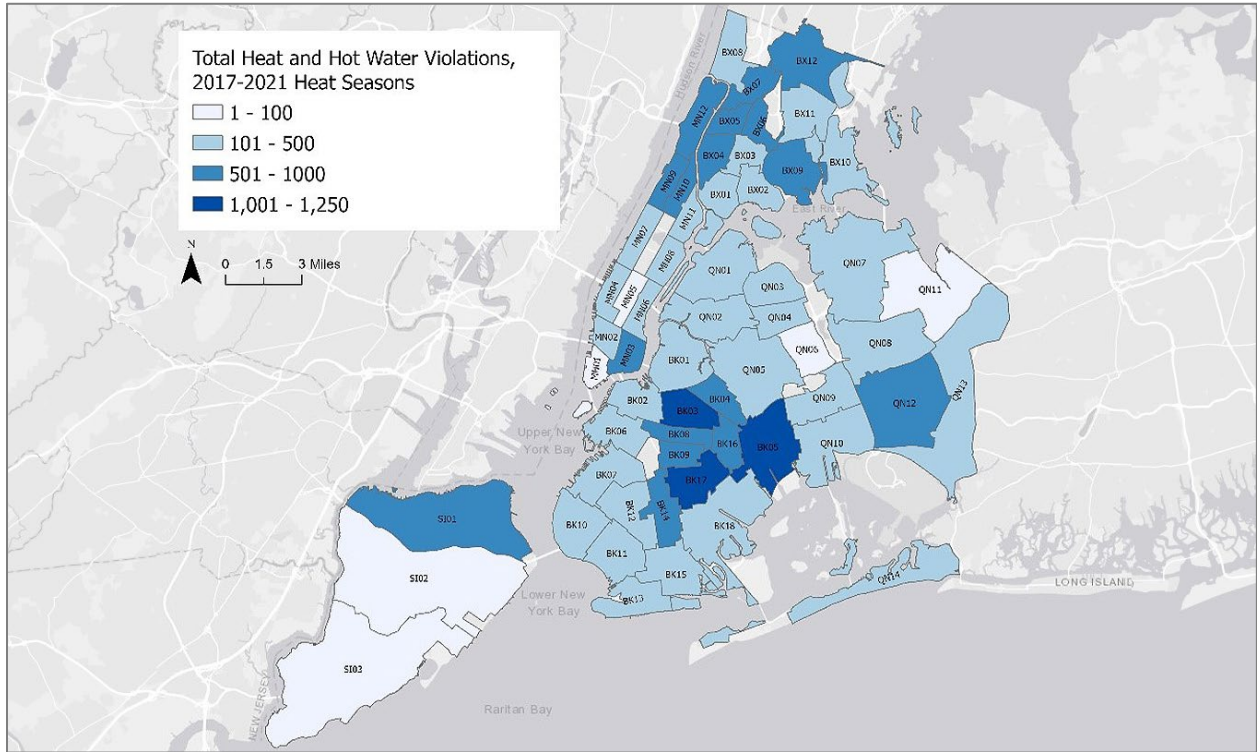 Total Heat and Hot Water Violations,
2017-2021 Heat Seasons
1 - 100
101 - 500
501 - 1000
1,001 - 1,250
N
0 1.5 3 Miles
Hudson River
BX08
BX12
BX07
MN12
BX05
BX06
BX11
BX04
BX03
BX10
BX09
MN09
MN10
BX01
BX02
East River
MN11
MN07
MN08
QN01
QN07
QN11
QN03
MN04
MN05
MN06
QN02
QN04
MN02
MN03
QN06
QN08
MN01
BK01
QN05
QN13
BK02
BK03
BK04
QN09
QN12
Upper New
York Bay
BK06
BK08
BK16
BK05
QN10
BK09
BK07
BK17
BK12
BK14
BK10
BK18
SI01
BK11
SI02
BK15
QN14
LONG ISLAND
Lower New
York Bay
BK13
SI03
NEW JERSEY
Raritan Bay